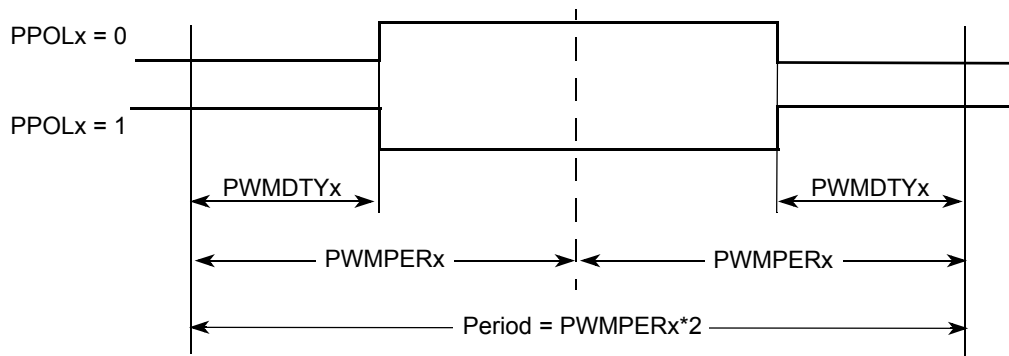 PPOLx = 0
PPOLx = 1
PWMDTYx
PWMDTYx
PWMPERx
PWMPERx
Period = PWMPERx*2